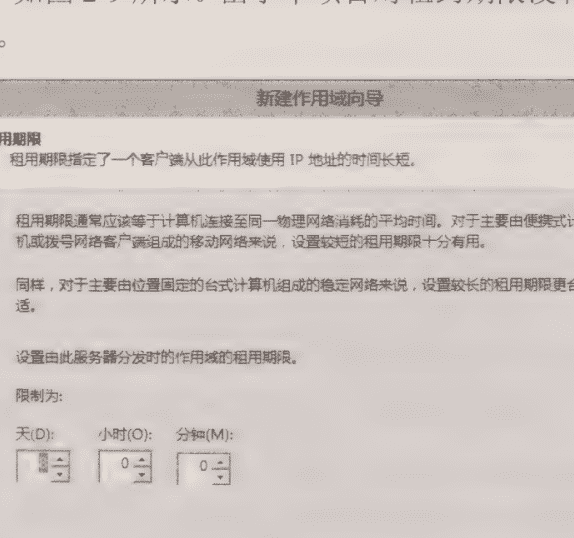 。
新建作用域向导
用期限
租用期限指定了一个客户端从此作用域使用 IP 地址的时间长短。
租用期限通常应该等于计算机连接至同一物理网络消耗的平均时间。对于主要由便携式计
机或拨号网络客户端组成的移动网络来说，设置较短的租用期限十分有用。
同样，对于主要由位置固定的台式计算机组成的稳定网络来说，设置较长的租用期限更合
适。
设置由此服务器分发时的作用域的租用期限。
限制为:
天(D): 小时(O): 分钟(M):
0 0